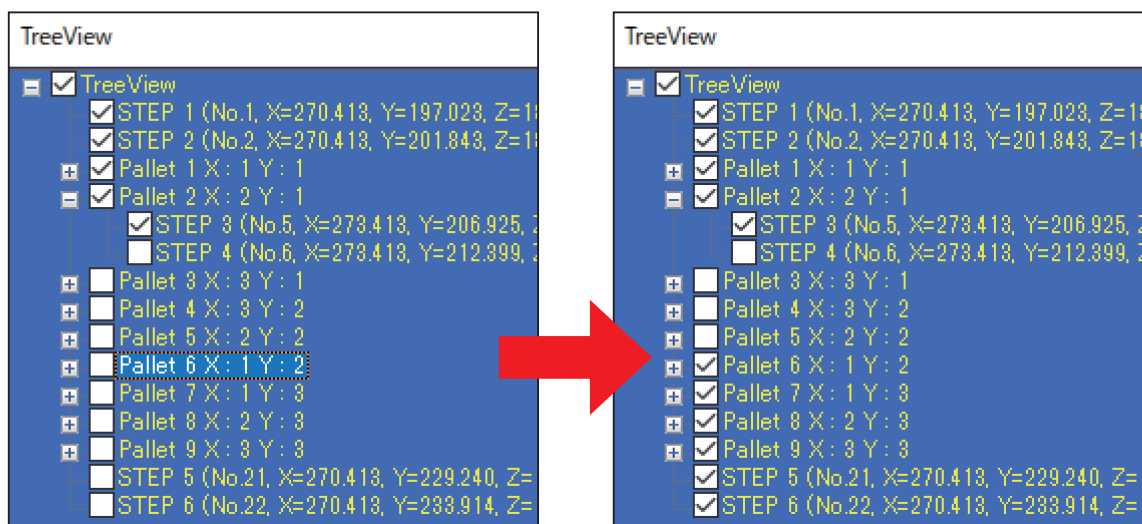 TreeView
TreeView
STEP 1 (No.1, X=270.413, Y=197.023, Z=18
STEP 2 (No.2, X=270.413, Y=201.843, Z=18
Pallet 1 X : 1 Y : 1
Pallet 2 X : 2 Y : 1
STEP 3 (No.5, X=273.413, Y=206.925,
STEP 4 (No.6, X=273.413, Y=212.399,
Pallet 3 X : 3 Y : 1
Pallet 4 X : 3 Y : 2
Pallet 5 X : 2 Y : 2
Pallet 6 X : 1 Y : 2
Pallet 7 X : 1 Y : 3
Pallet 8 X : 2 Y : 3
Pallet 9 X : 3 Y : 3
STEP 5 (No.21, X=270.413, Y=229.240, Z=
STEP 6 (No.22, X=270.413, Y=233.914, Z=
TreeView
TreeView
STEP 1 (No.1, X=270.413, Y=197.023, Z=18
STEP 2 (No.2, X=270.413, Y=201.843, Z=18
Pallet 1 X : 1 Y : 1
Pallet 2 X : 2 Y : 1
STEP 3 (No.5, X=273.413, Y=206.925,
STEP 4 (No.6, X=273.413, Y=212.399,
Pallet 3 X : 3 Y : 1
Pallet 4 X : 3 Y : 2
Pallet 5 X : 2 Y : 2
Pallet 6 X : 1 Y : 2
Pallet 7 X : 1 Y : 3
Pallet 8 X : 2 Y : 3
Pallet 9 X : 3 Y : 3
STEP 5 (No.21, X=270.413, Y=229.240, Z=
STEP 6 (No.22, X=270.413, Y=233.914, Z=